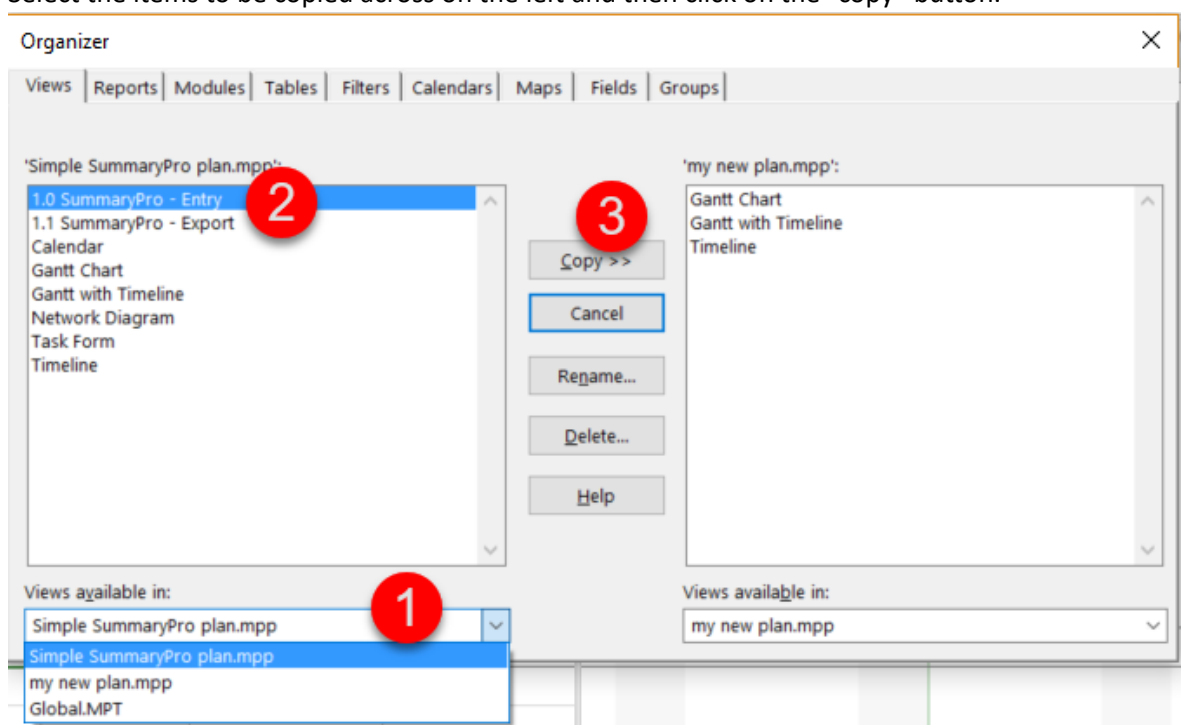 Select the items to be copied across on the left and then click on the "copy" button.
Organizer
Views Reports Modules Tables Filters Calendars Maps Fields Groups
'Simple SummaryPro plan.mpp':
1.0 SummaryPro - Entry
1.1 SummaryPro - Export
Calendar
Gantt Chart
Gantt with Timeline
Network Diagram
Task Form
Timeline
2
3
Copy >>
Cancel
Rename...
Delete...
Help
'my new plan.mpp':
Gantt Chart
Gantt with Timeline
Timeline
Views available in:
1
Simple SummaryPro plan.mpp
Simple SummaryPro plan.mpp
my new plan.mpp
Global.MPT
Views available in:
my new plan.mpp